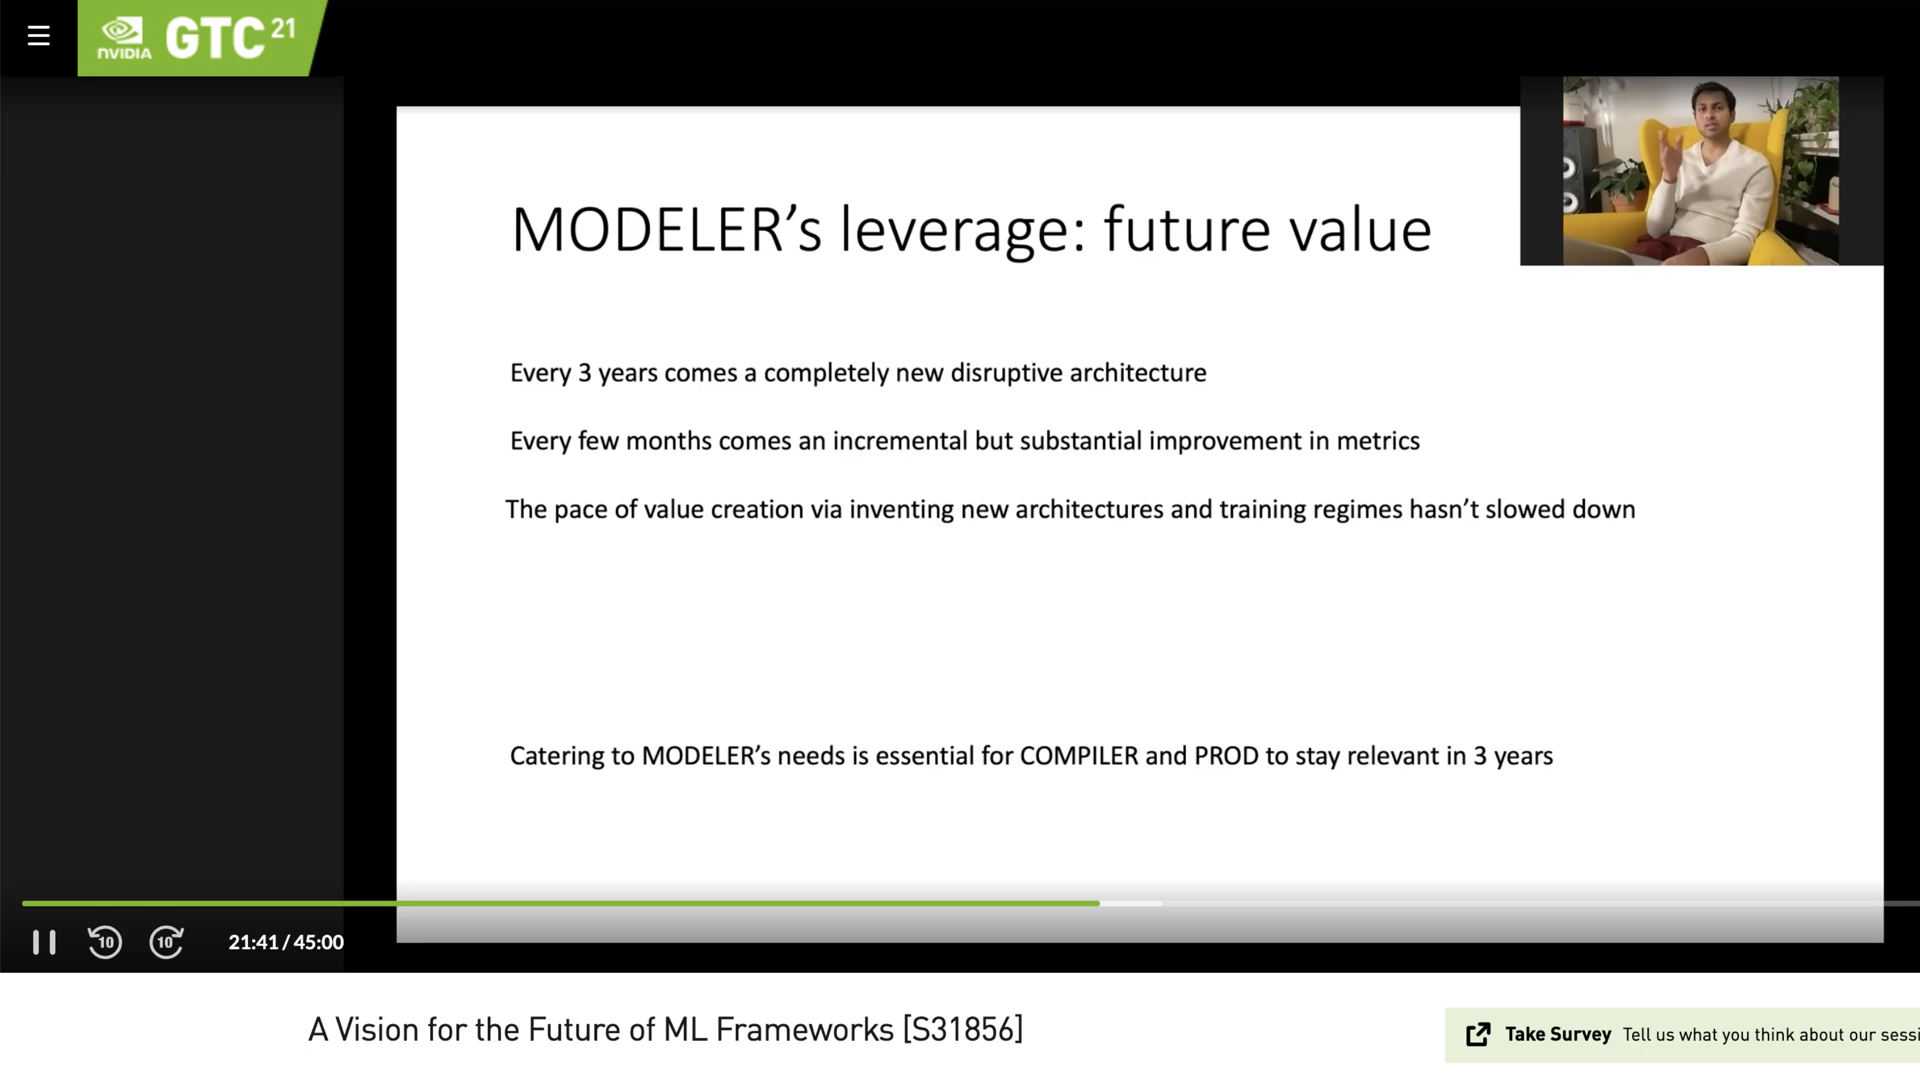 NVIDIA GTC 21
MODELER’s leverage: future value
Every 3 years comes a completely new disruptive architecture
Every few months comes an incremental but substantial improvement in metrics
The pace of value creation via inventing new architectures and training regimes hasn’t slowed down
Catering to MODELER’s needs is essential for COMPILER and PROD to stay relevant in 3 years
10 10 21:41 / 45:00
A Vision for the Future of ML Frameworks [S31856]
Take Survey Tell us what you think about our sessi